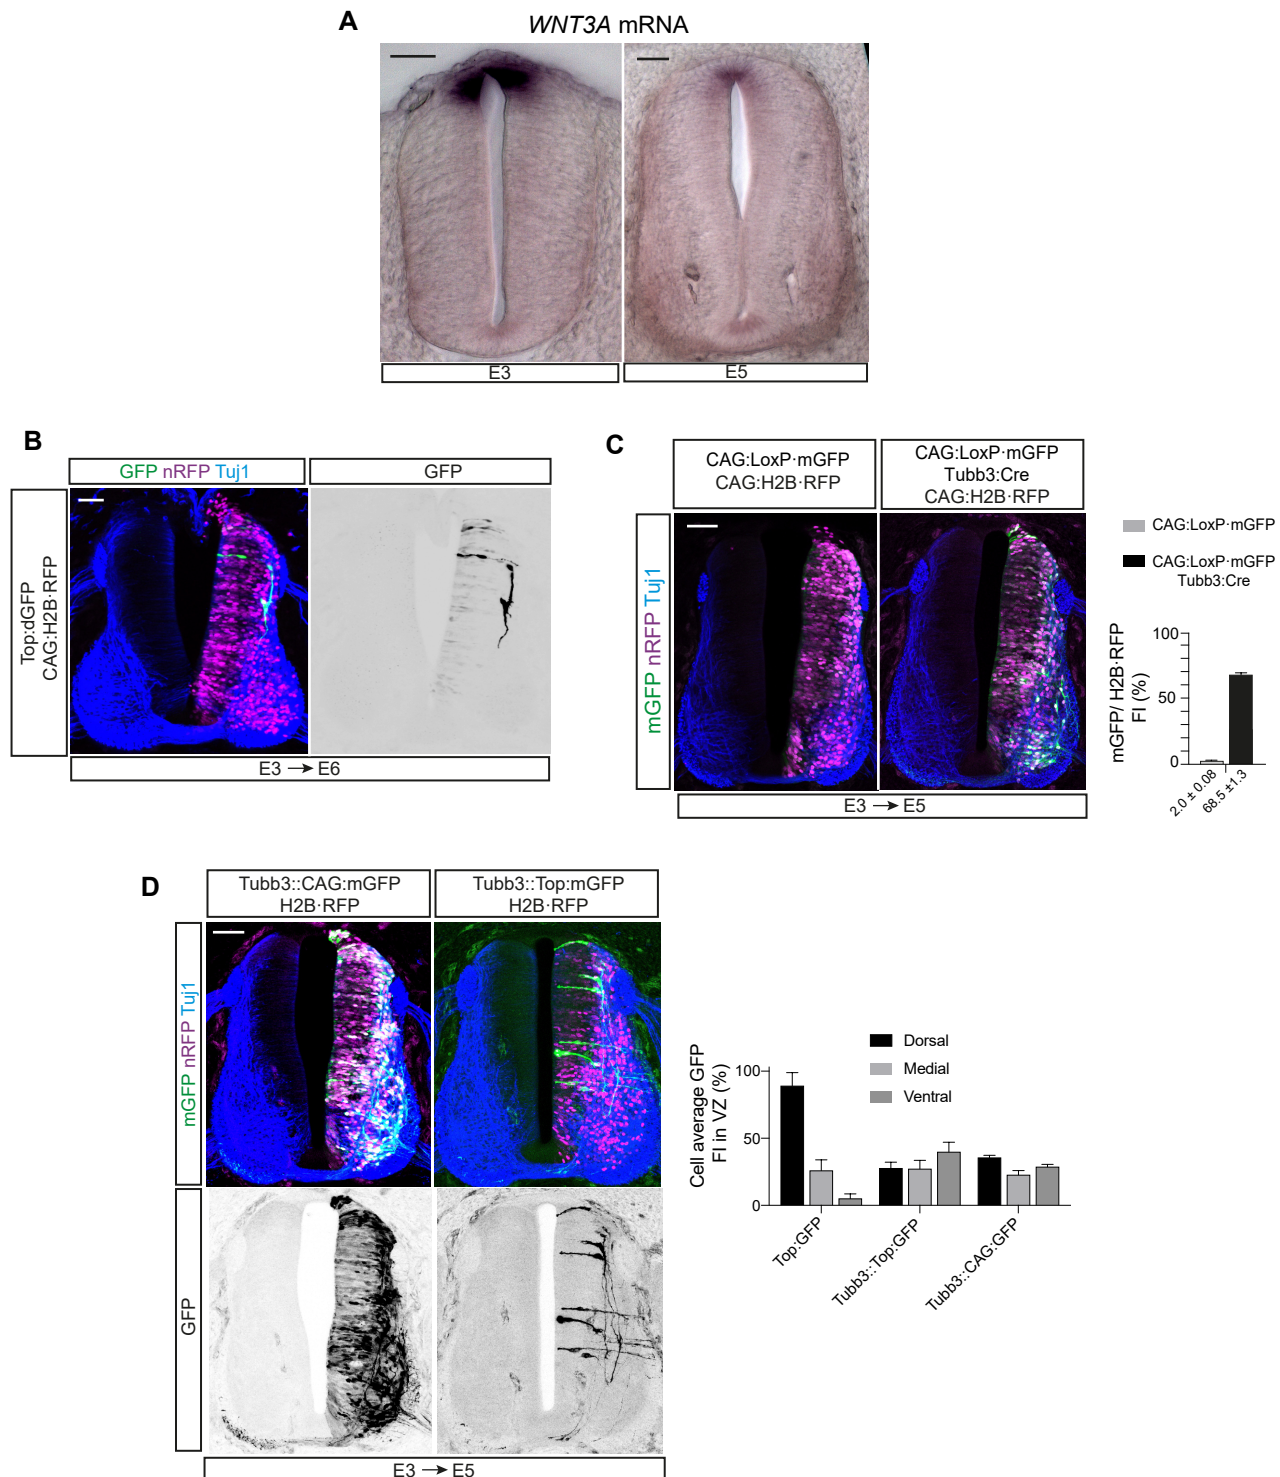 A
WNT3A mRNA
E3
E5
B
GFP nRFP Tuj1
GFP
Top:dGFP
CAG:H2B·RFP
E3 → E6
C
CAG:LoxP·mGFP
CAG:H2B·RFP
CAG:LoxP·mGFP
Tubb3:Cre
CAG:H2B·RFP
mGFP nRFP Tuj1
E3 → E5
CAG:LoxP·mGFP
CAG:LoxP·mGFP
Tubb3:Cre
mGFP/ H2B·RFP
FI (%)
100
50
0
2.0 ± 0.08
68.5 ±1.3
D
Tubb3::CAG:mGFP
H2B·RFP
Tubb3::Top:mGFP
H2B·RFP
mGFP nRFP Tuj1
GFP
E3 → E5
Dorsal
Medial
Ventral
Cell average GFP
FI in VZ (%)
100
50
0
Top:GFP
Tubb3::Top:GFP
Tubb3::CAG:GFP